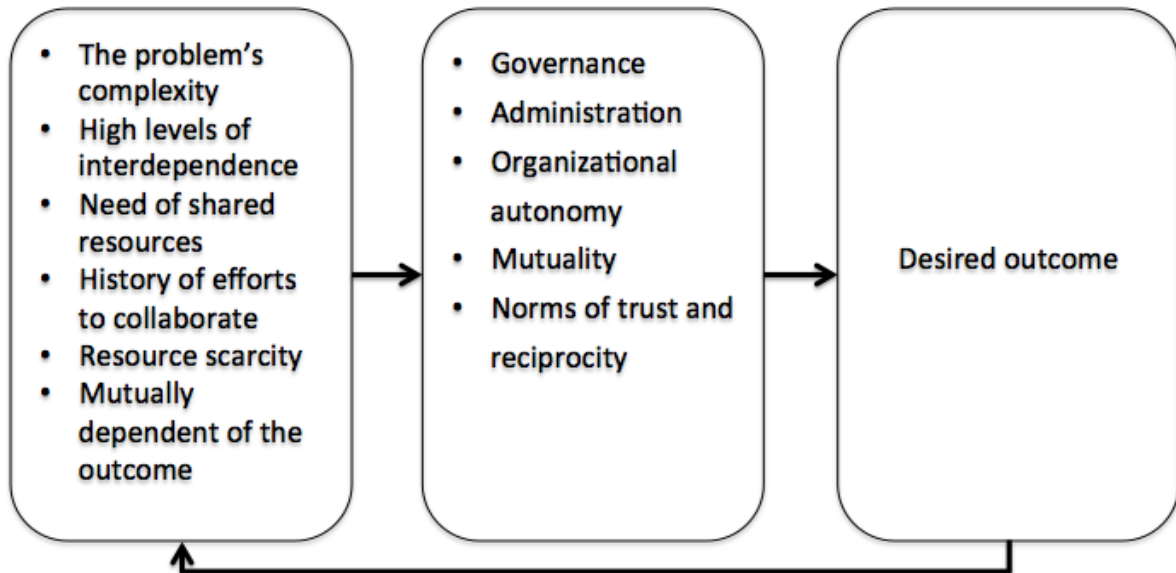 • The problem's
complexity
• High levels of
interdependence
• Need of shared
resources
• History of efforts
to collaborate
• Resource scarcity
• Mutually
dependent of the
outcome
• Governance
• Administration
• Organizational
autonomy
• Mutuality
• Norms of trust and
reciprocity
Desired outcome